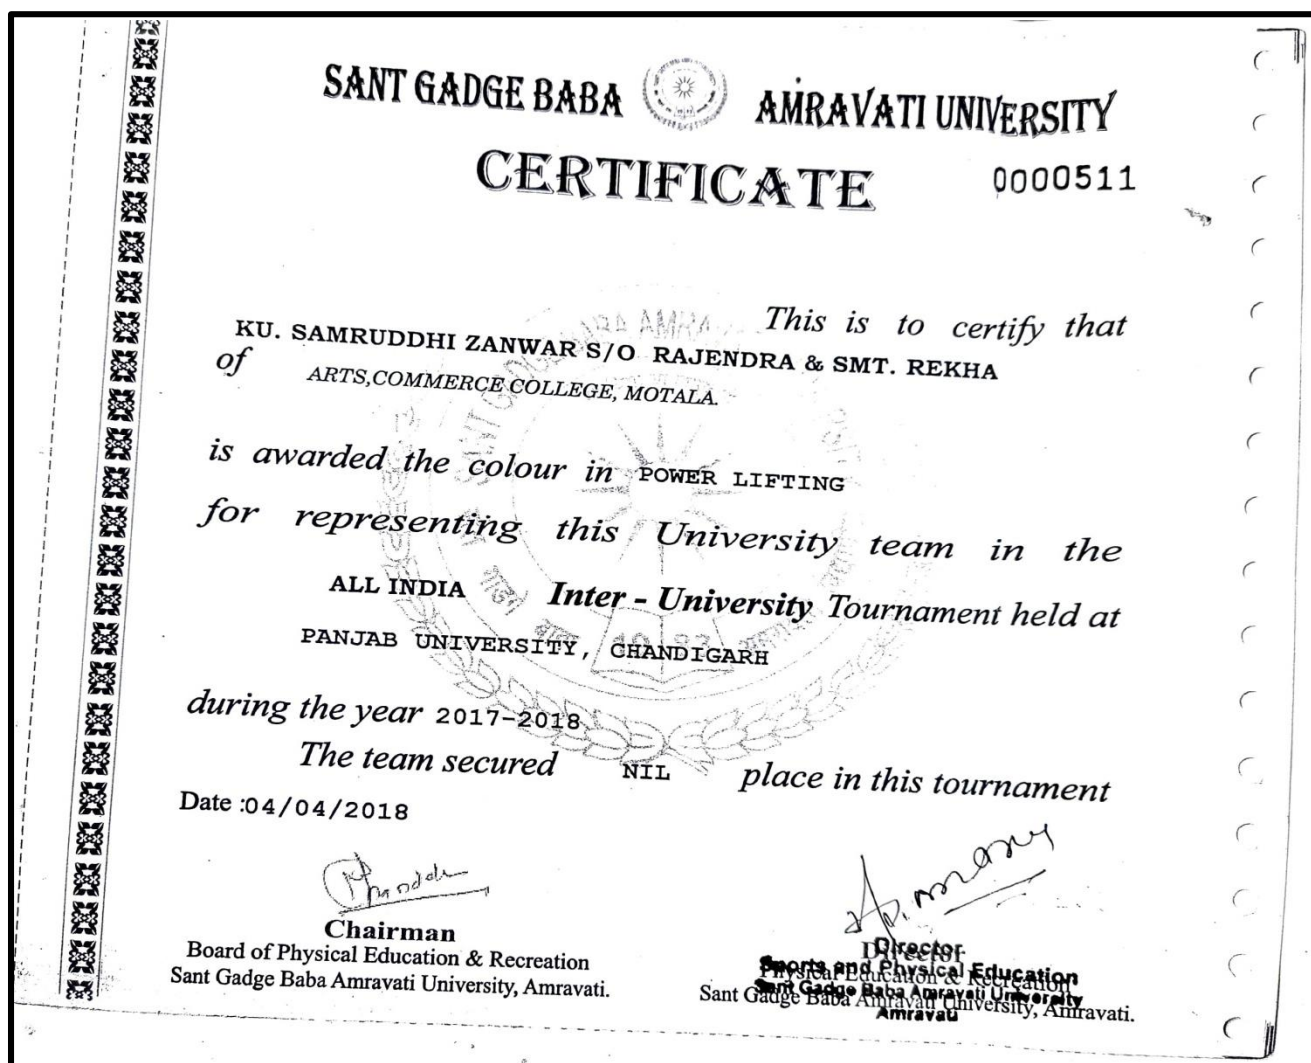 SANT GADGE BABA AMRAVATI UNIVERSITY
CERTIFICATE 0000511
This is to certify that
KU. SAMRUDDHI ZANWAR S/O RAJENDRA & SMT. REKHA
of ARTS,COMMERCE COLLEGE, MOTALA.
is awarded the colour in POWER LIFTING
for representing this University team in the
ALL INDIA Inter - University Tournament held at
PANJAB UNIVERSITY, CHANDIGARH
during the year 2017-2018
The team secured NIL place in this tournament
Date :04/04/2018
Chairman
Board of Physical Education & Recreation
Sant Gadge Baba Amravati University, Amravati.
Director
Director
Sports and Physical Education
Physical Education & Recreation
Sant Gadge Baba Amravati University
Sant Gadge Baba Amravati University, Amravati.
Amravati